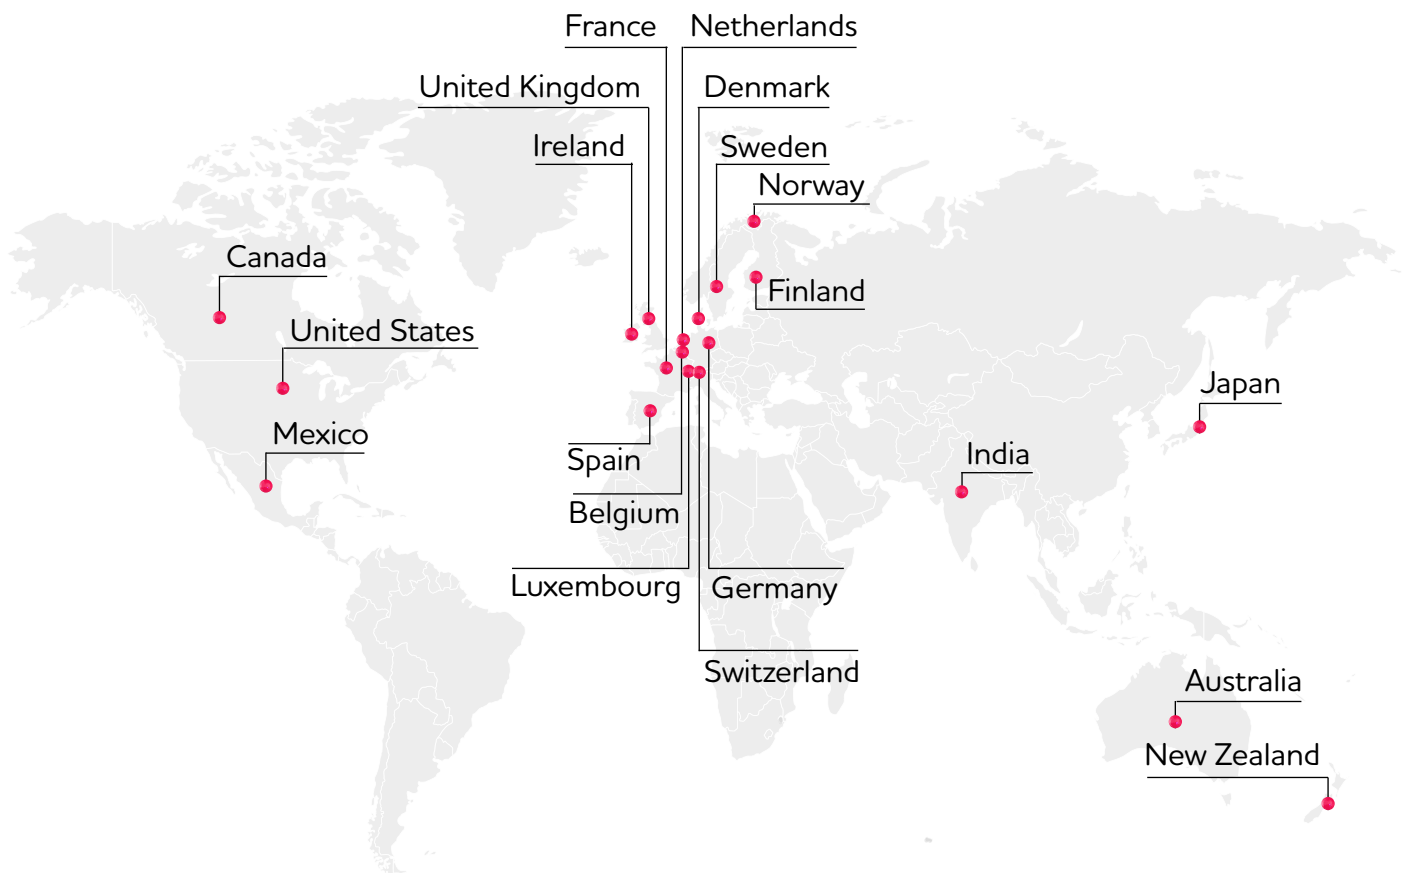 France
Netherlands
United Kingdom
Denmark
Ireland
Sweden
Norway
Canada
Finland
United States
Japan
Mexico
India
Spain
Belgium
Luxembourg
Germany
Switzerland
Australia
New Zealand